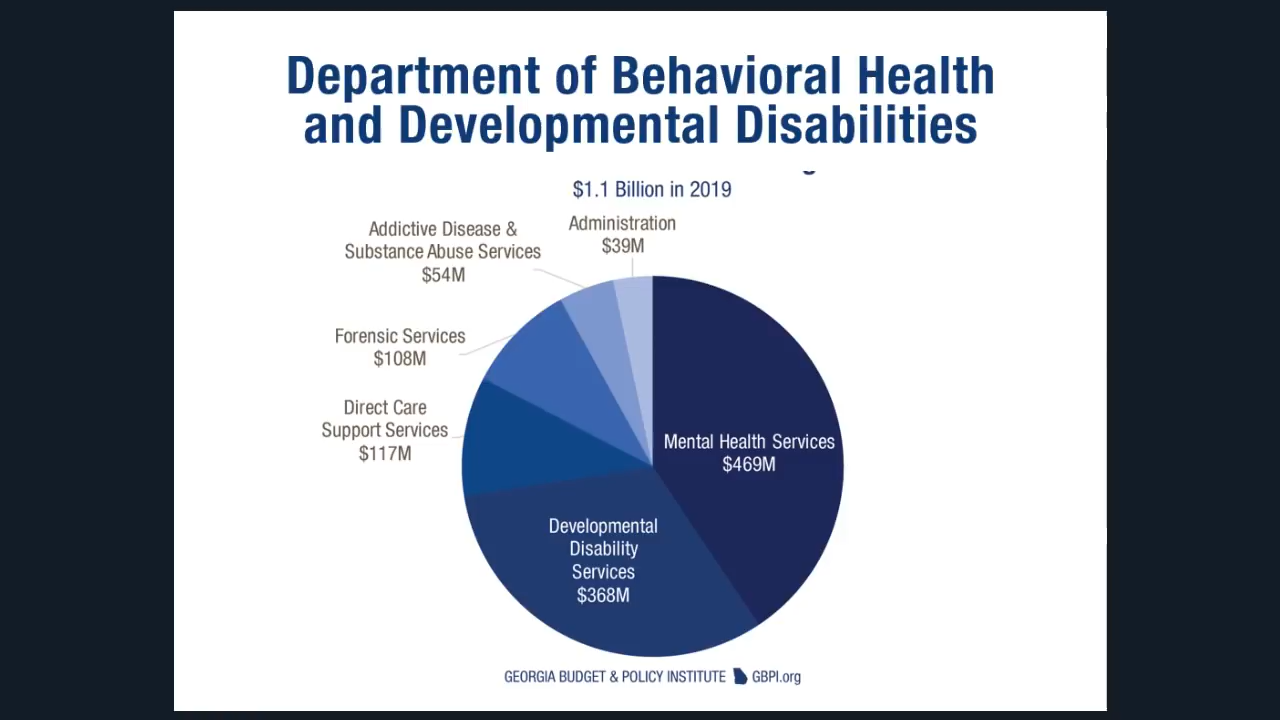 Department of Behavioral Health
and Developmental Disabilities
$1.1 Billion in 2019
Administration
$39M
Addictive Disease &
Substance Abuse Services
$54M
Forensic Services
$108M
Direct Care
Support Services
$117M
Mental Health Services
$469M
Developmental
Disability
Services
$368M
GEORGIA BUDGET & POLICY INSTITUTE GBPI.org